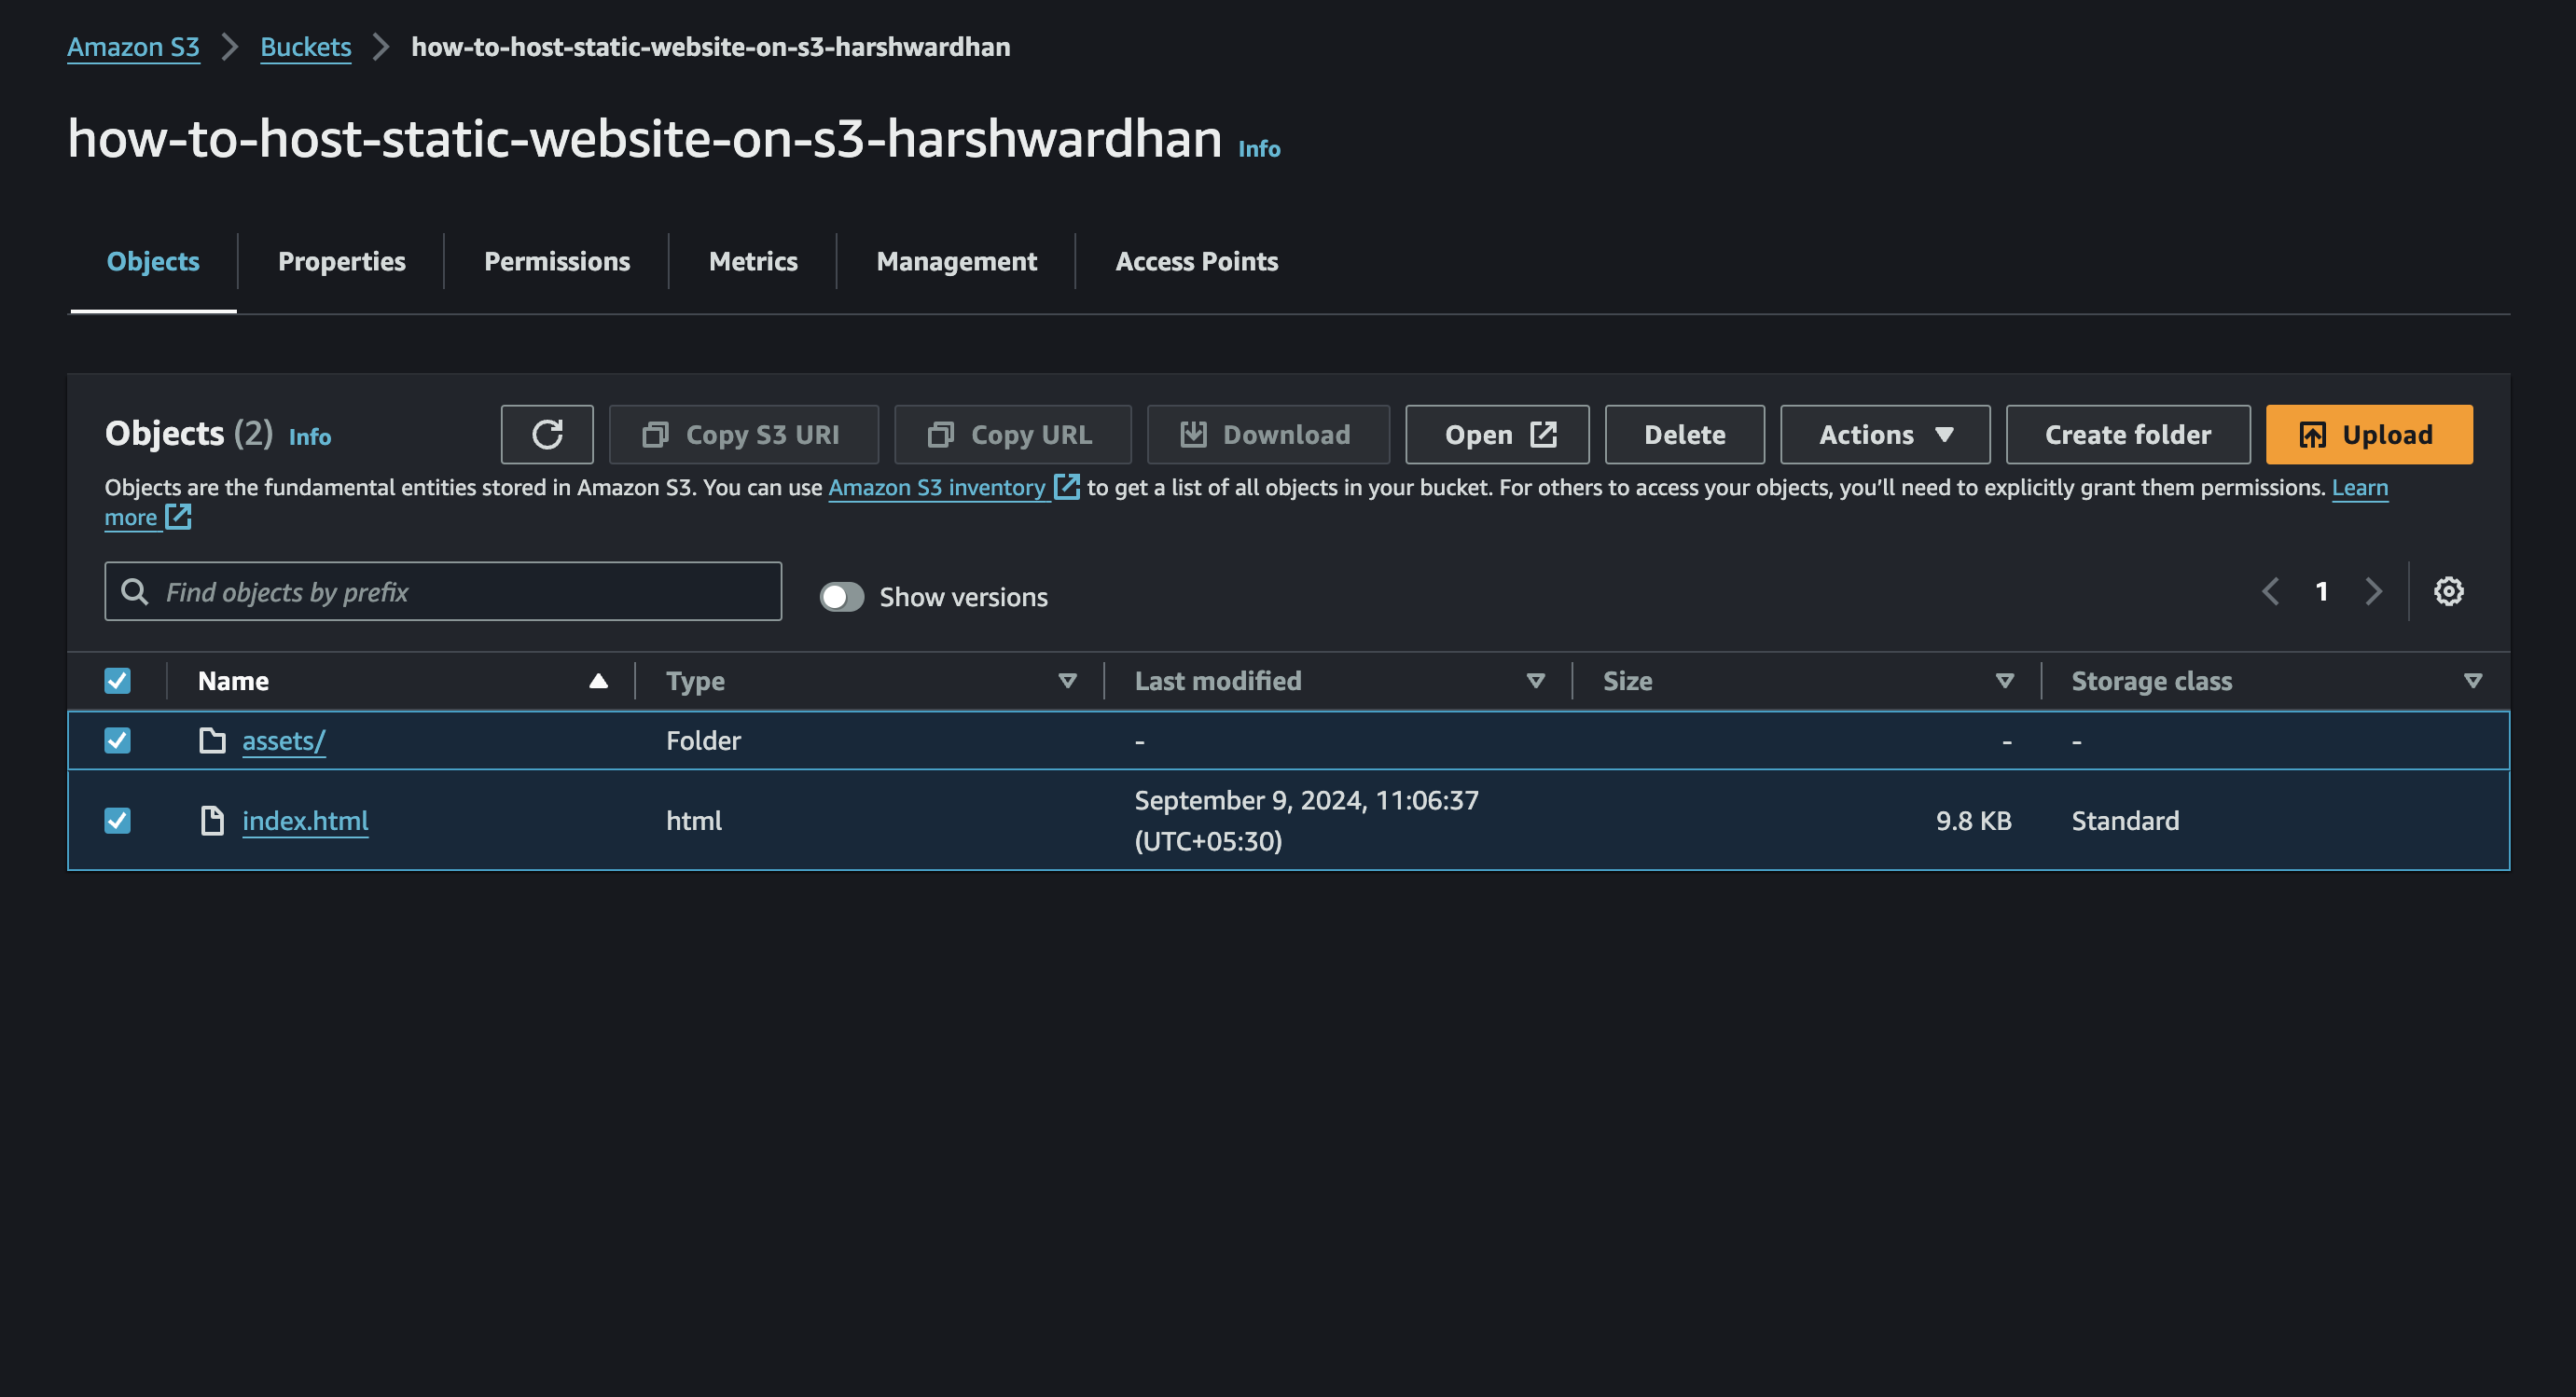 Amazon S3 Buckets how-to-host-static-website-on-s3-harshwardhan
how-to-host-static-website-on-s3-harshwardhan Info
Objects Properties Permissions Metrics Management Access Points
Objects (2) Info Copy S3 URI Copy URL Download Open Delete Actions Create folder Upload
Objects are the fundamental entities stored in Amazon S3. You can use Amazon S3 inventory to get a list of all objects in your bucket. For others to access your objects, you’ll need to explicitly grant them permissions. Learn
more
Find objects by prefix Show versions 1
Name Type Last modified Size Storage class
assets/ Folder - - -
index.html html September 9, 2024, 11:06:37 (UTC+05:30) 9.8 KB Standard